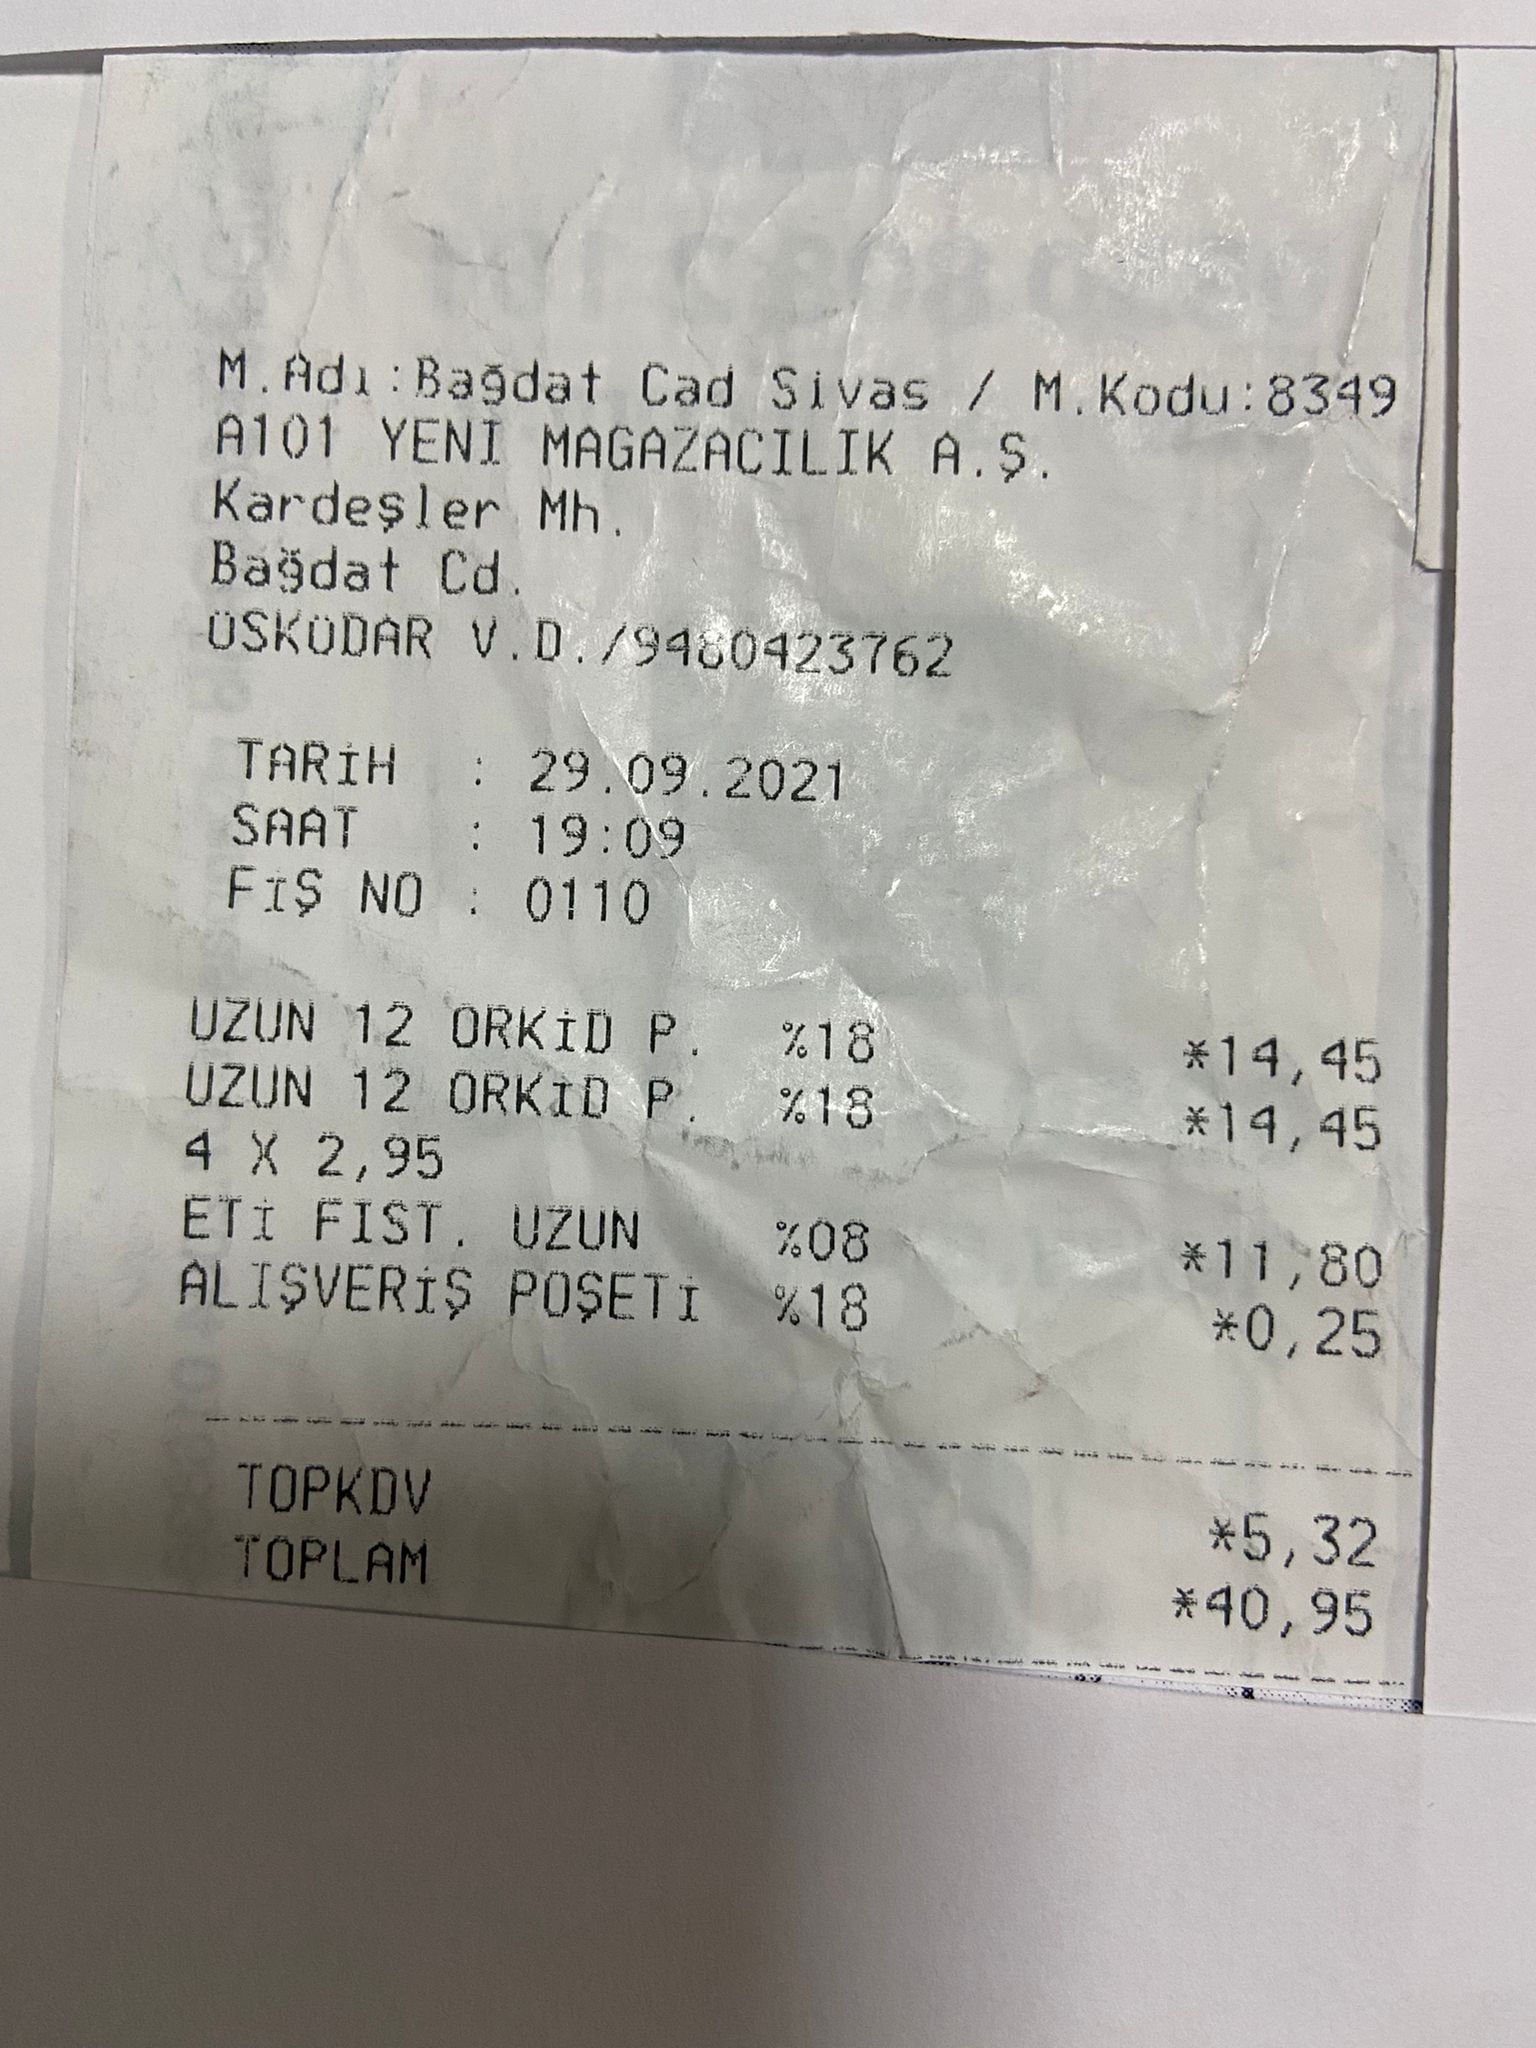 M.Adı:Bağdat Cad Sivas / M.Kodu:8349
A101 YENİ MAGAZACILIK A.Ş.
Kardeşler Mh.
Bağdat Cd.
ÜSKÜDAR V.D./9480423762
TARİH : 29.09.2021
SAAT : 19:09
FİŞ NO : 0110
UZUN 12 ORKİD P. %18 *14,45
UZUN 12 ORKİD P. %18 *14,45
4 X 2,95
ETİ FIST. UZUN %08 *11,80
ALIŞVERİŞ POŞETİ %18 *0,25
TOPKDV *5,32
TOPLAM *40,95